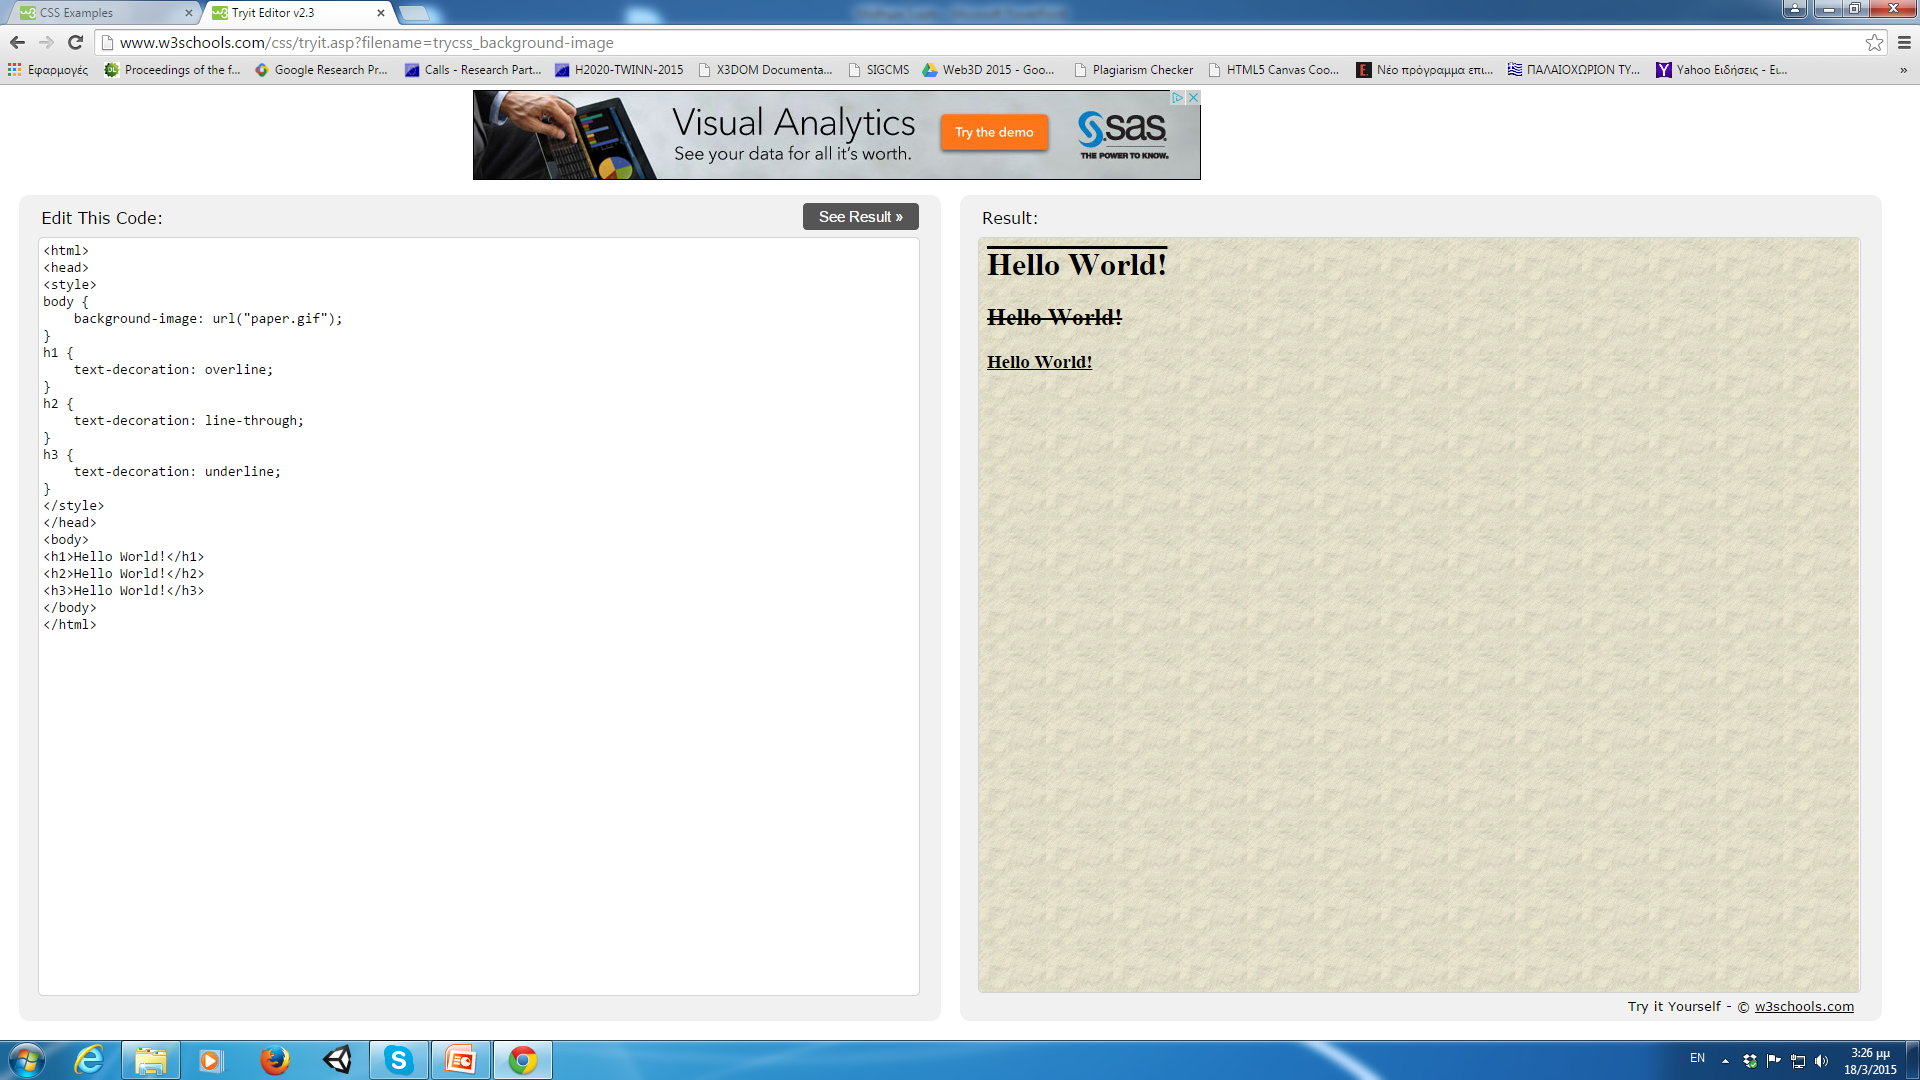 CSS Examples
Tryit Editor v2.3
www.w3schools.com/css/tryit.asp?filename=trycss_background-image
Εφαρμογές
Proceedings of the f...
Google Research Pr...
Calls - Research Part...
H2020-TWINN-2015
X3DOM Documenta...
SIGCMS
Web3D 2015 - Goo...
Plagiarism Checker
HTML5 Canvas Coo...
Νέο πρόγραμμα επι...
ΠΑΛΑΙΟΧΩΡΙΟΝ ΤΥ...
Yahoo Ειδήσεις - Ει...
»
Visual Analytics
See your data for all it's worth.
Try the demo
sas
THE POWER TO KNOW.
Edit This Code:
See Result »
<html>
<head>
<style>
body {
    background-image: url("paper.gif");
}
h1 {
    text-decoration: overline;
}
h2 {
    text-decoration: line-through;
}
h3 {
    text-decoration: underline;
}
</style>
</head>
<body>
<h1>Hello World!</h1>
<h2>Hello World!</h2>
<h3>Hello World!</h3>
</body>
</html>
Result:
Hello World!
Hello World!
Hello World!
Try it Yourself - © w3schools.com
EN
3:26 μμ
18/3/2015